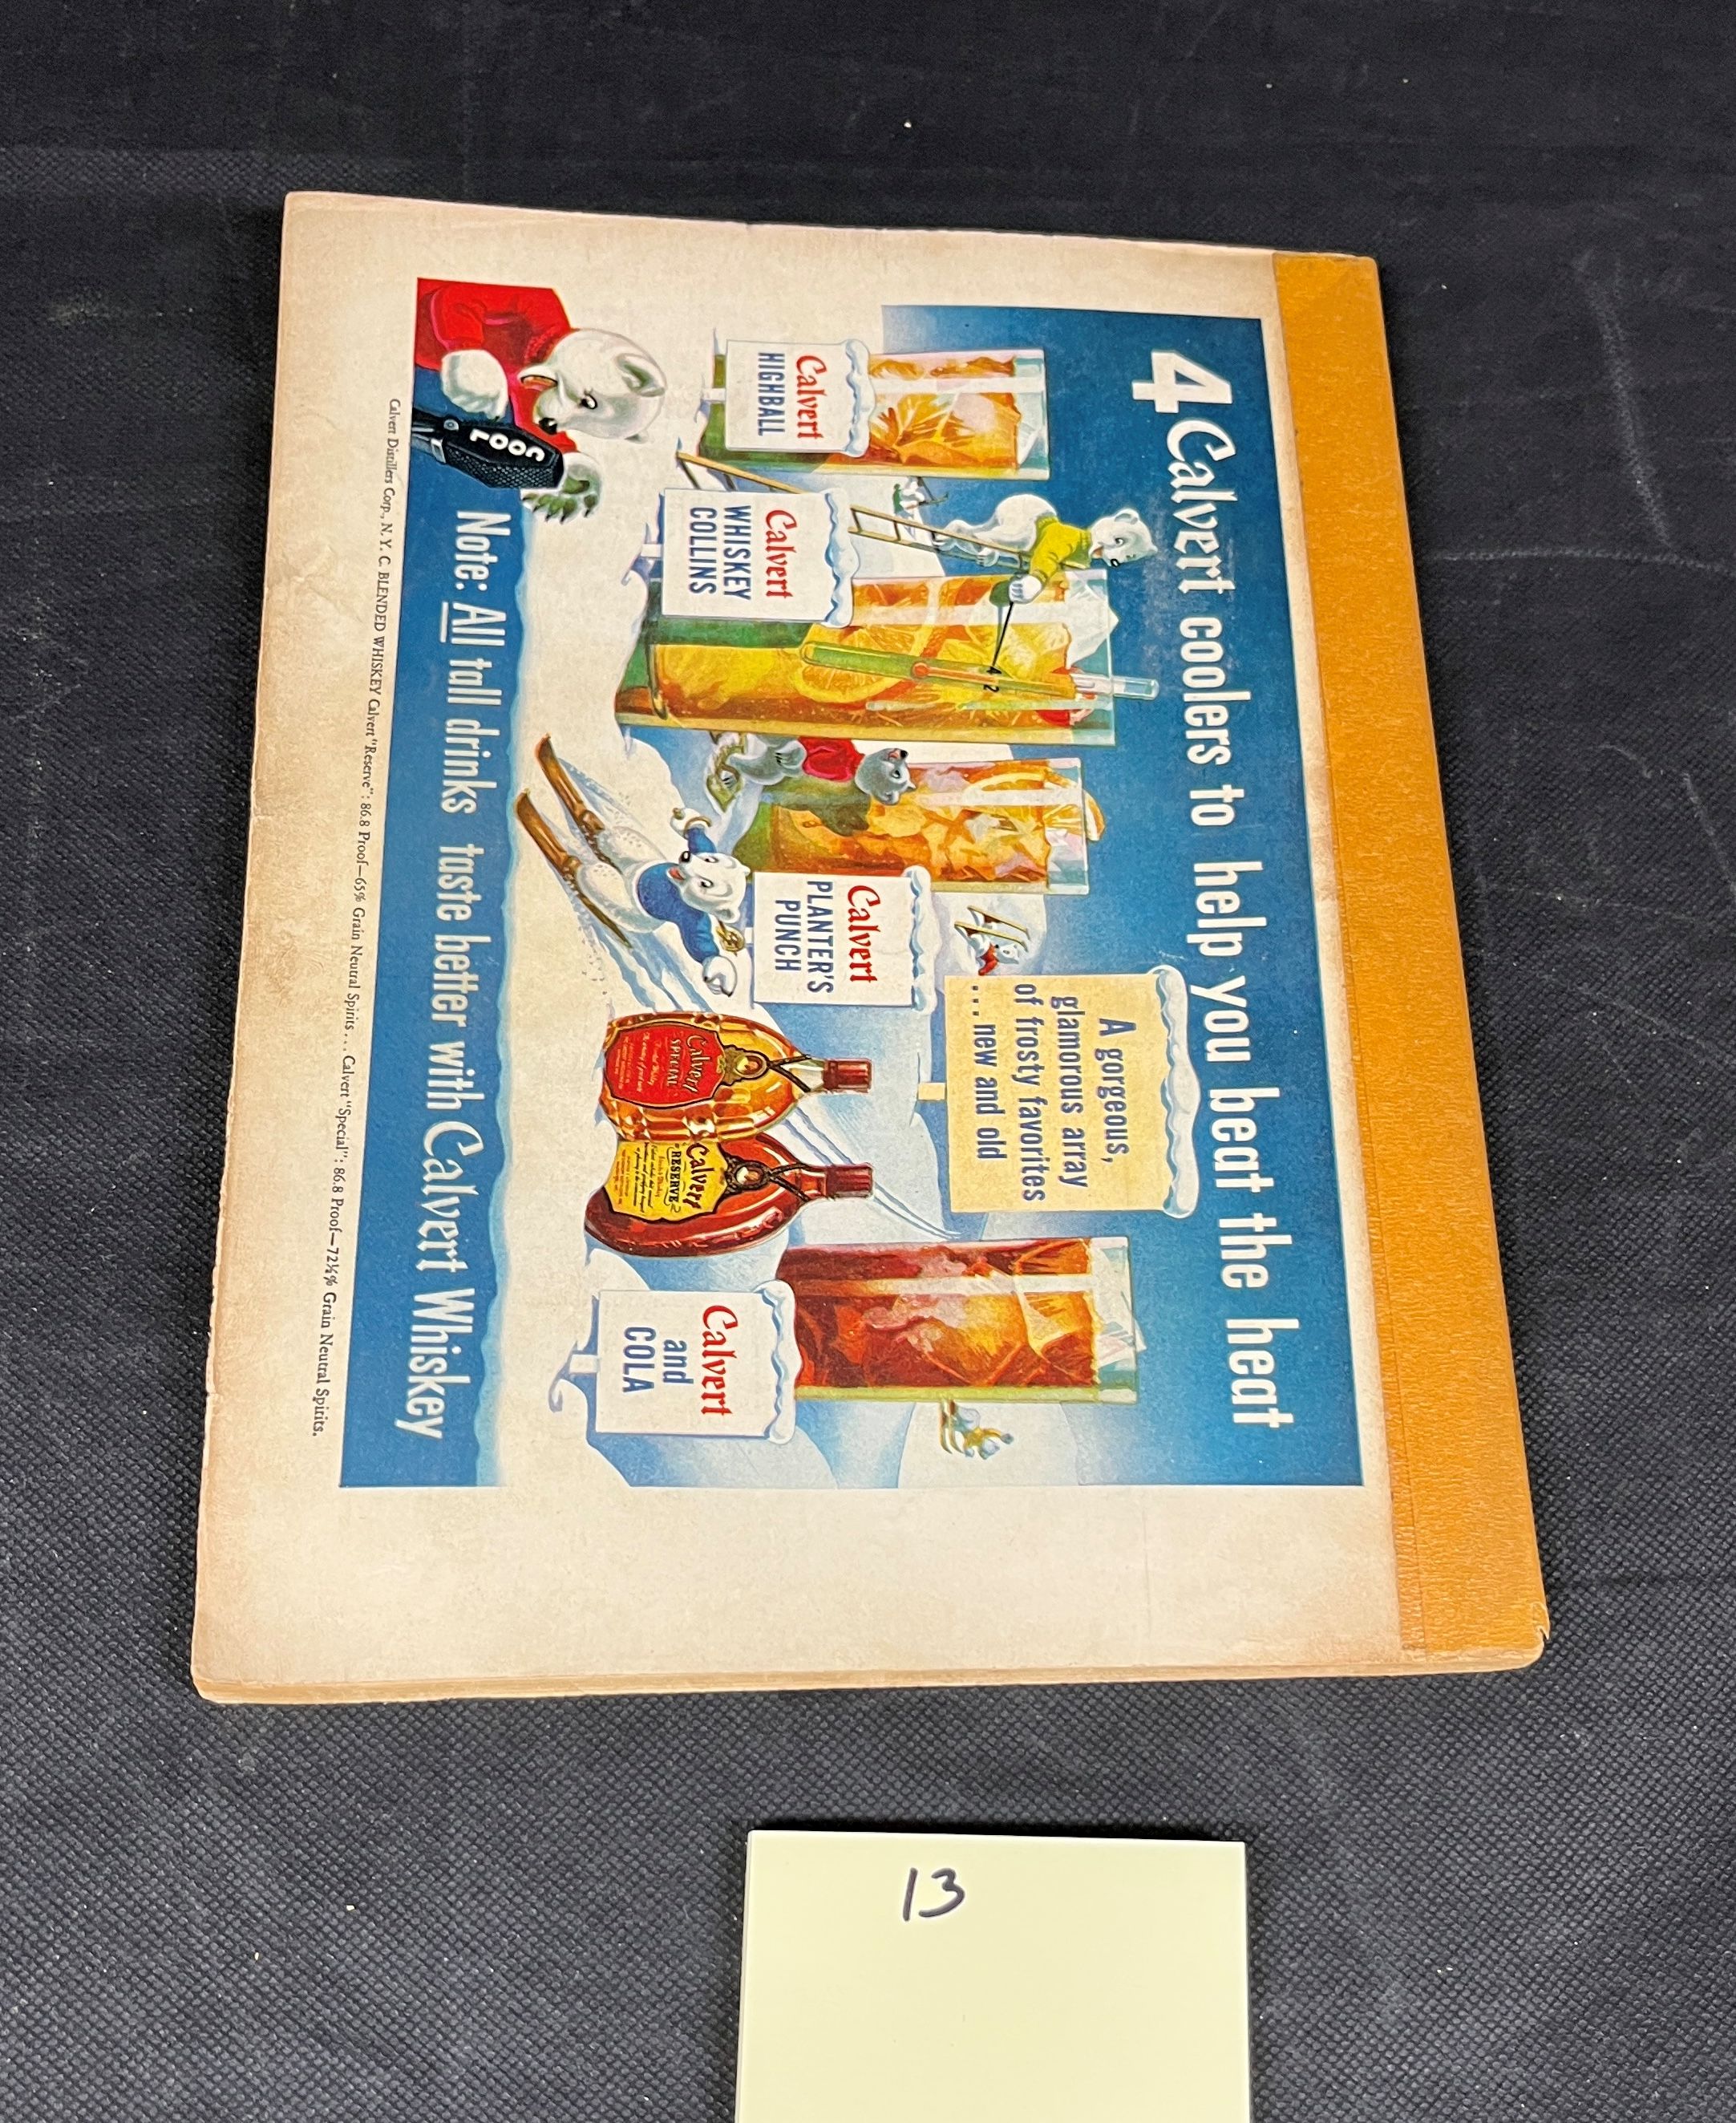 4 Calvert coolers to help you beat the heat
A gorgeous,
glamorous array
of frosty favorites
... new and old
Calvert
HIGHBALL
Calvert
WHISKEY
COLLINS
Calvert
PLANTER'S
PUNCH
Calvert
SPECIAL
Calvert
RESERVE
Calvert
and
COLA
COOL
42
Note: All tall drinks taste better with Calvert Whiskey
Calvert Distillers Corp., N. Y. C. BLENDED WHISKEY Calvert "Reserve": 86.8 Proof—65% Grain Neutral Spirits... Calvert "Special": 86.8 Proof—72½% Grain Neutral Spirits.
13